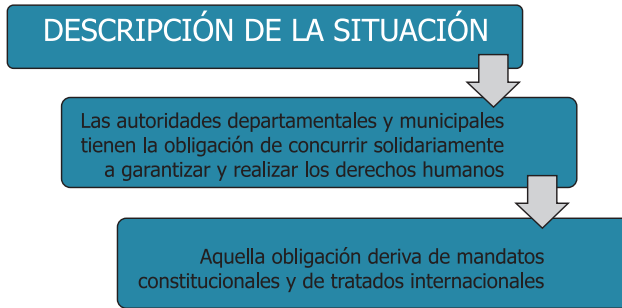 DESCRIPCIÓN DE LA SITUACIÓN
Las autoridades departamentales y municipales
tienen la obligación de concurrir solidariamente
a garantizar y realizar los derechos humanos
Aquella obligación deriva de mandatos
constitucionales y de tratados internacionales